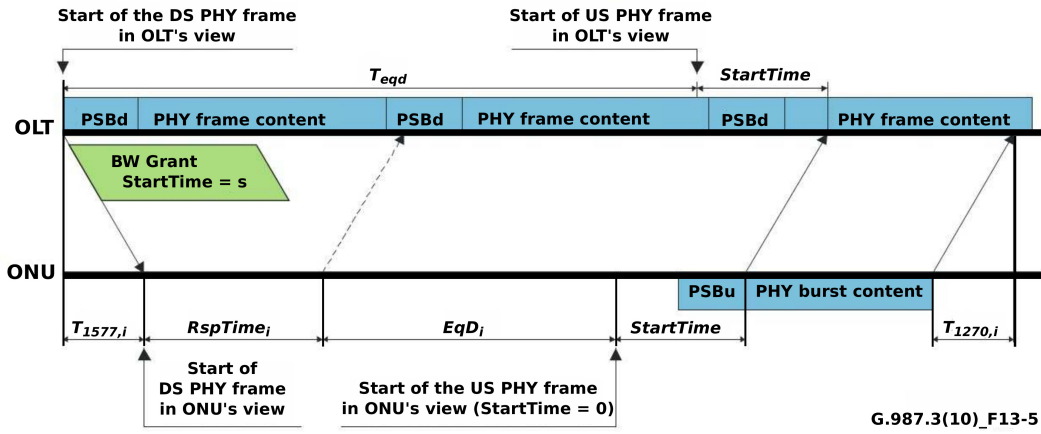 Start of the DS PHY frame
in OLT's view
Start of US PHY frame
in OLT's view
Teqd
StartTime
OLT
PSBd
PHY frame content
PSBd
PHY frame content
PSBd
PHY frame content
BW Grant
StartTime = s
ONU
PSBu
PHY burst content
T1577,i
RspTimei
EqDi
StartTime
T1270,i
Start of
DS PHY frame
in ONU's view
Start of the US PHY frame
in ONU's view (StartTime = 0)
G.987.3(10)_F13-5